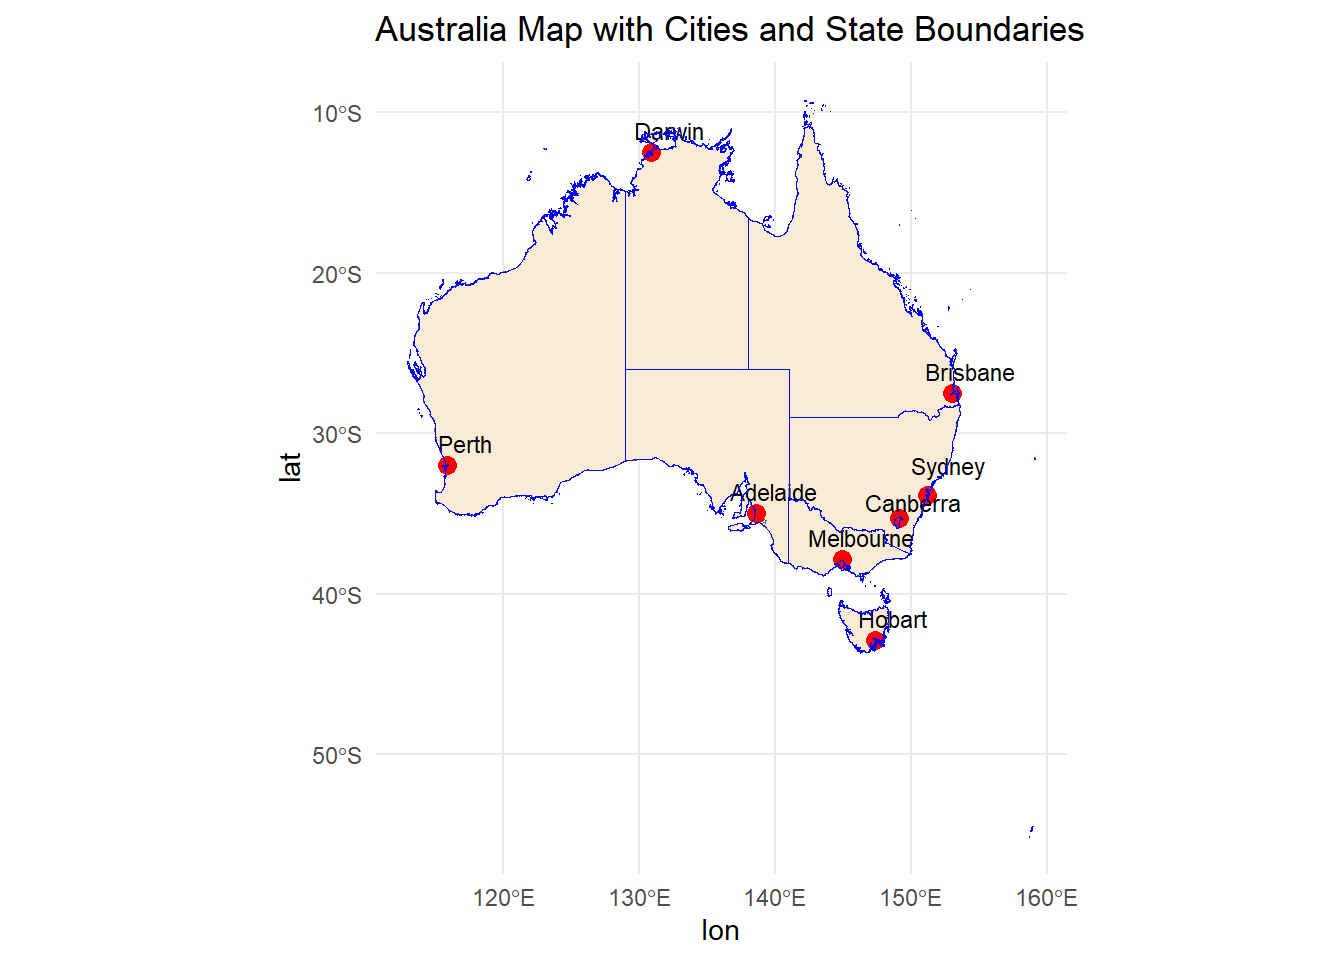 Australia Map with Cities and State Boundaries
10°S
Darwin
20°S
Brisbane
30°S
Perth
lat
Sydney
Adelaide
Canberra
Melbourne
40°S
Hobart
50°S
120°E 130°E 140°E 150°E 160°E
lon